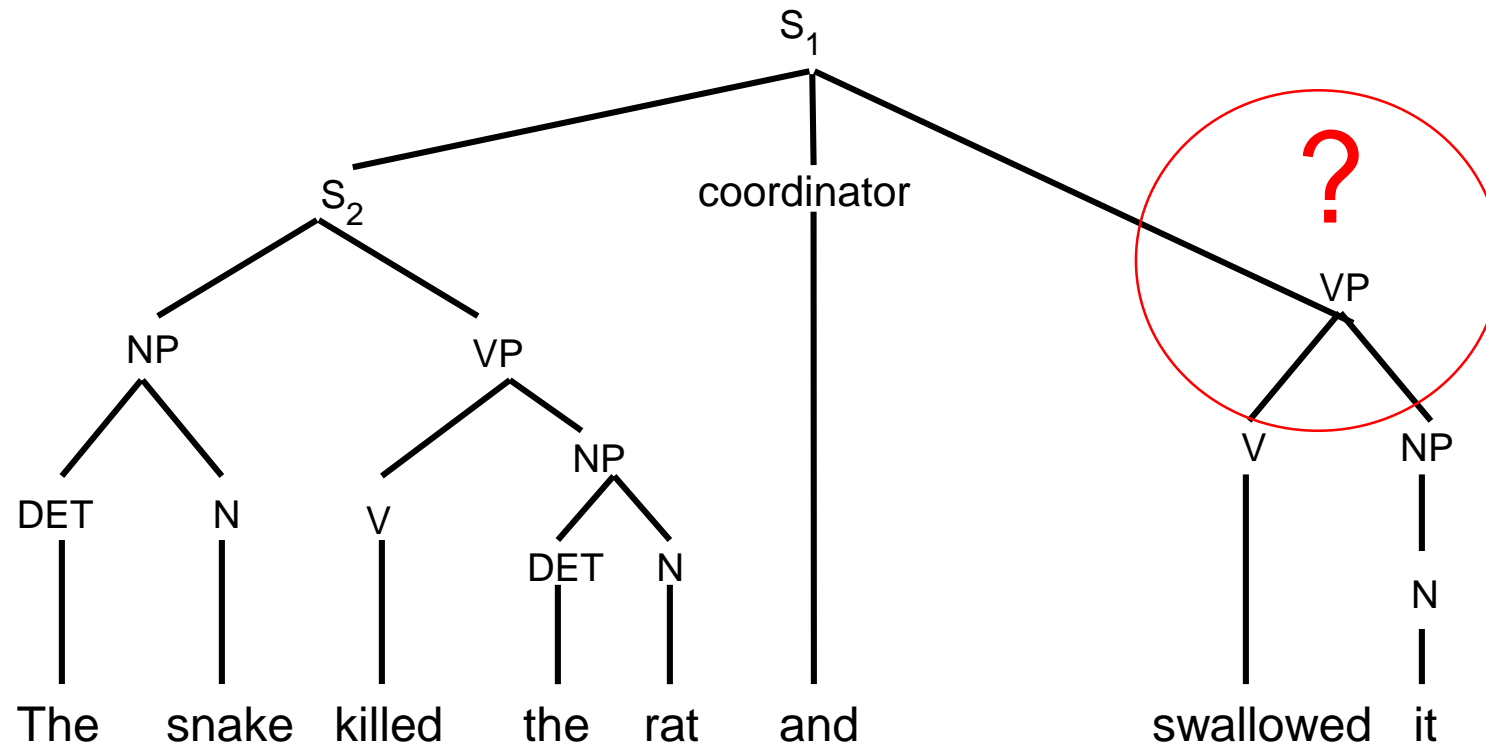 S1
?
S2 coordinator
VP
NP VP
NP V NP
DET N V
DET N N
The snake killed the rat and swallowed it